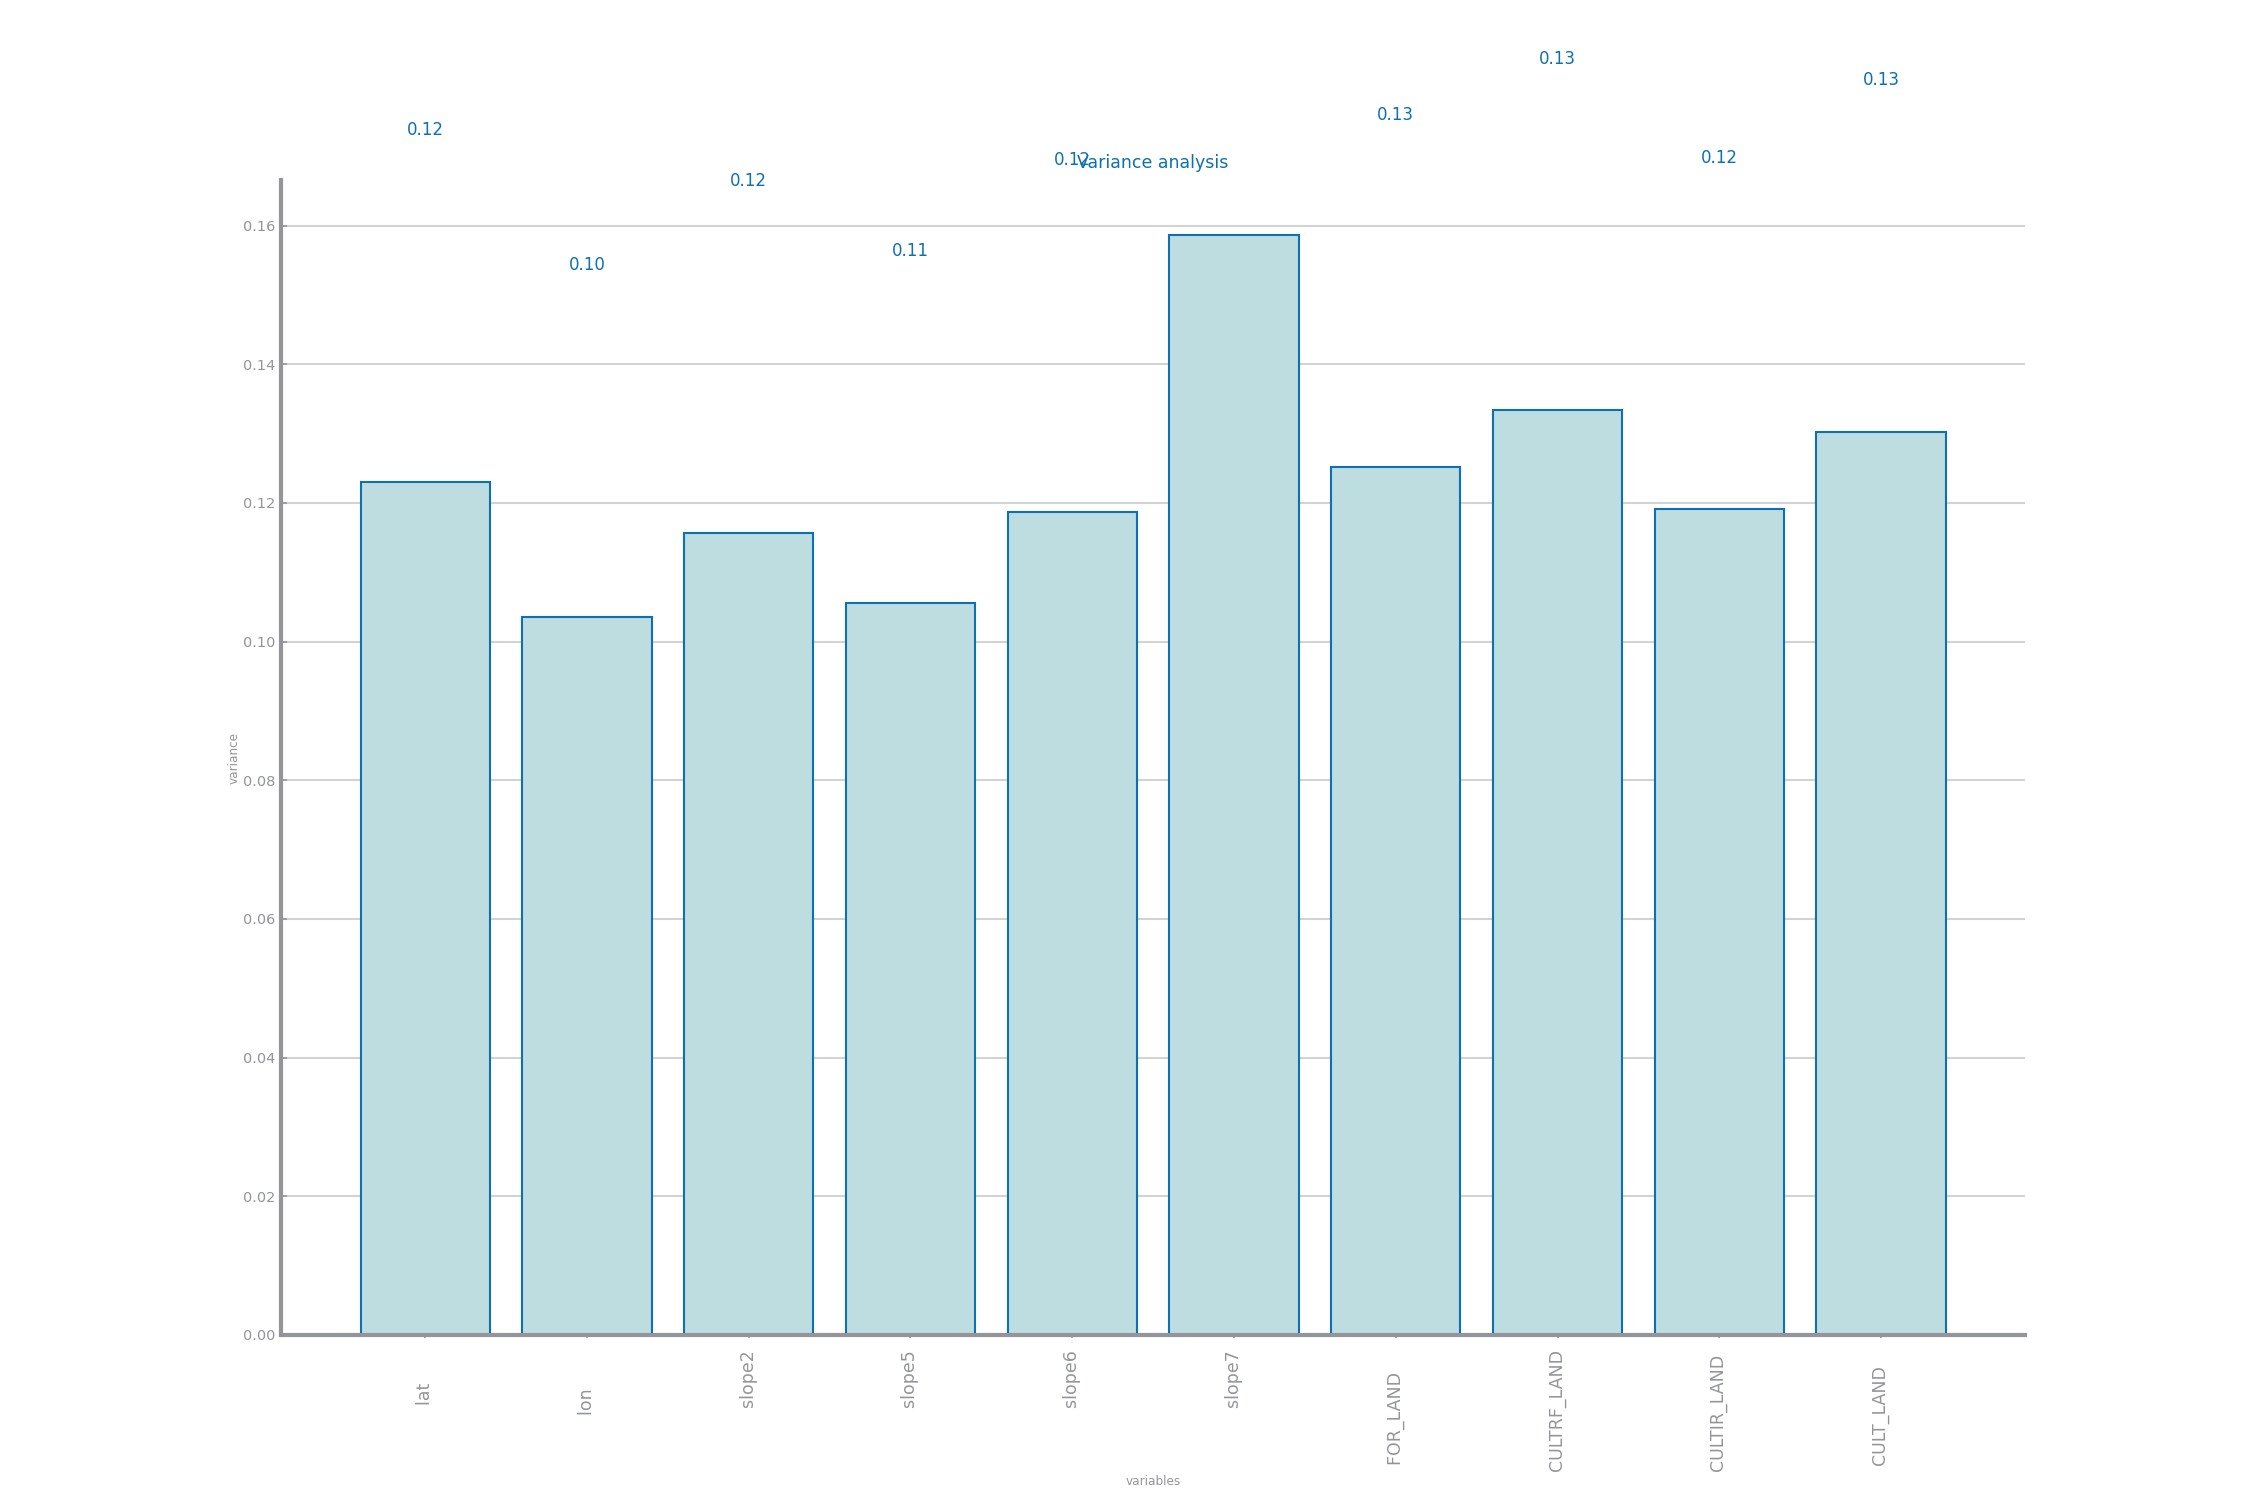 0.13
0.13
0.13
0.12
0.12
0.12
Variance analysis
0.12
0.11
0.10
0.16
0.14
0.12
0.10
0.08
0.06
0.04
0.02
0.00
variance
lat
lon
slope2
slope5
slope6
slope7
FOR_LAND
CULTRF_LAND
CULTIR_LAND
CULT_LAND
variables